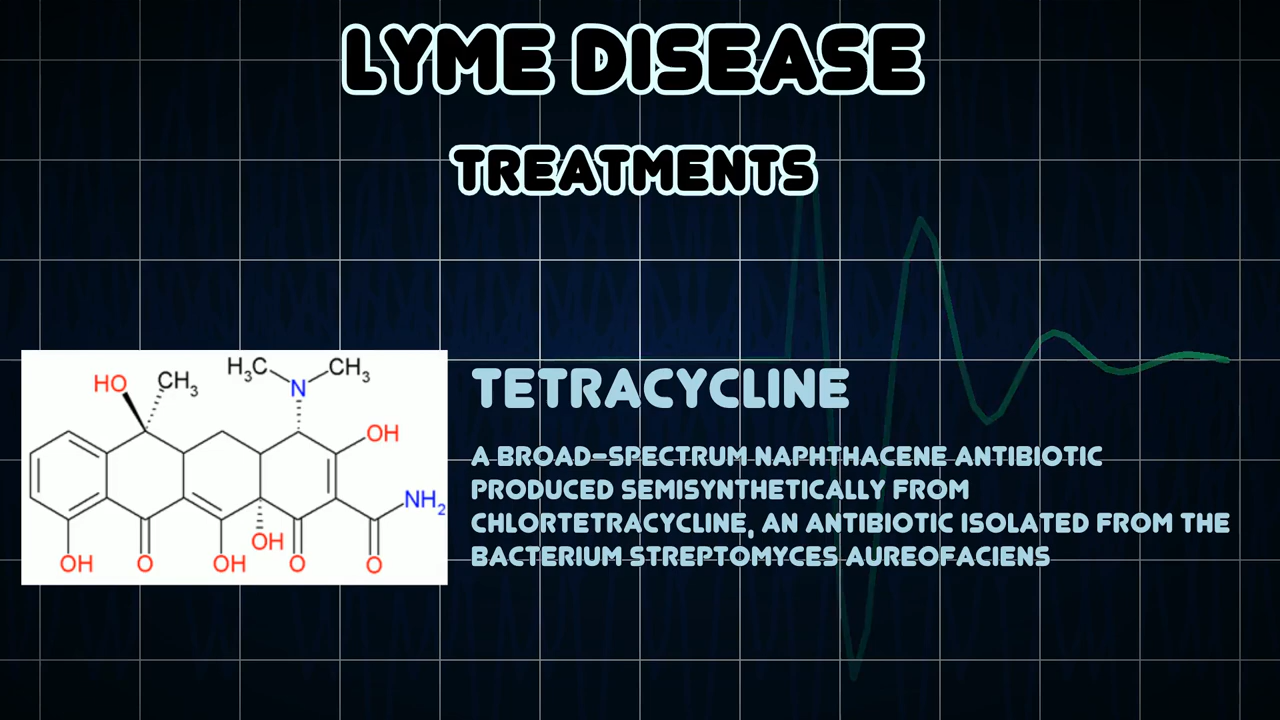 LYME DISEASE
TREATMENTS
HO CH3 H3C N CH3
OH
NH2
OH
OH O OH O O
TETRACYCLINE
A BROAD-SPECTRUM NAPHTHACENE ANTIBIOTIC
PRODUCED SEMISYNTHETICALLY FROM
CHLORTETRACYCLINE, AN ANTIBIOTIC ISOLATED FROM THE
BACTERIUM STREPTOMYCES AUREOFACIENS